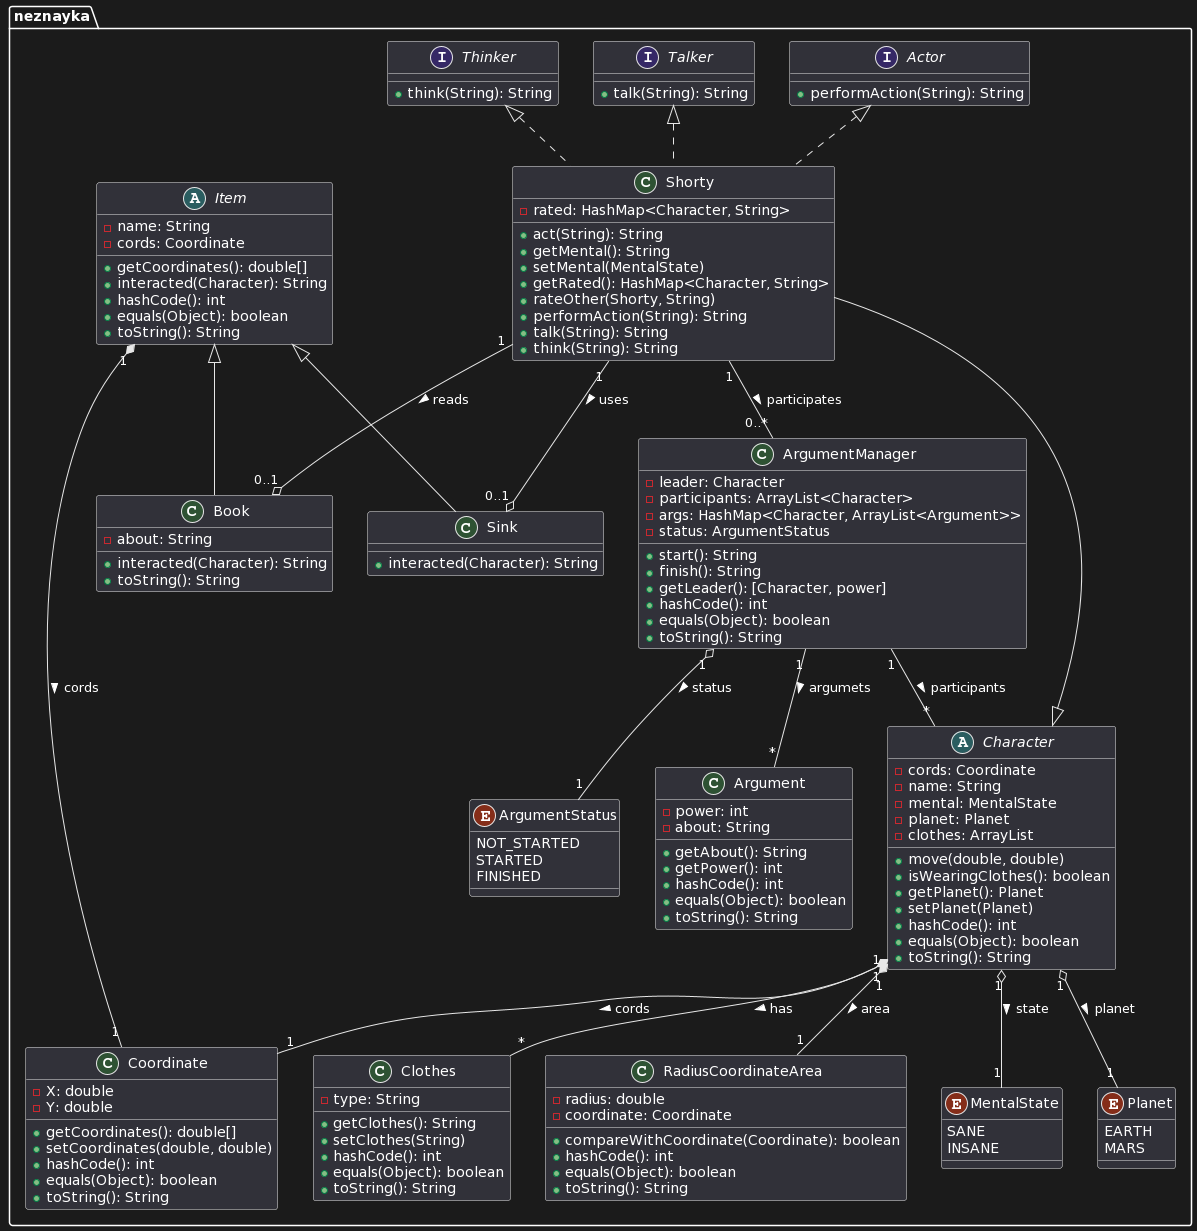 neznayka
I Thinker
think(String): String
I Talker
talk(String): String
I Actor
performAction(String): String
A Item
name: String
cords: Coordinate
getCoordinates(): double[]
interacted(Character): String
hashCode(): int
equals(Object): boolean
toString(): String
C Shorty
rated: HashMap<Character, String>
act(String): String
getMental(): String
setMental(MentalState)
getRated(): HashMap<Character, String>
rateOther(Shorty, String)
performAction(String): String
talk(String): String
think(String): String
1
1
1
1
reads
uses
participates
0..1
0..1
0..*
C Book
about: String
interacted(Character): String
toString(): String
C Sink
interacted(Character): String
C ArgumentManager
leader: Character
participants: ArrayList<Character>
args: HashMap<Character, ArrayList<Argument>>
status: ArgumentStatus
start(): String
finish(): String
getLeader(): [Character, power]
hashCode(): int
equals(Object): boolean
toString(): String
1
1
1
cords
status
argumets
participants
1
*
*
E ArgumentStatus
NOT_STARTED
STARTED
FINISHED
C Argument
power: int
about: String
getAbout(): String
getPower(): int
hashCode(): int
equals(Object): boolean
toString(): String
A Character
cords: Coordinate
name: String
mental: MentalState
planet: Planet
clothes: ArrayList
move(double, double)
isWearingClothes(): boolean
getPlanet(): Planet
setPlanet(Planet)
hashCode(): int
equals(Object): boolean
toString(): String
1
1
1
1
1
cords
has
area
state
planet
1
1
*
1
1
1
C Coordinate
X: double
Y: double
getCoordinates(): double[]
setCoordinates(double, double)
hashCode(): int
equals(Object): boolean
toString(): String
C Clothes
type: String
getClothes(): String
setClothes(String)
hashCode(): int
equals(Object): boolean
toString(): String
C RadiusCoordinateArea
radius: double
coordinate: Coordinate
compareWithCoordinate(Coordinate): boolean
hashCode(): int
equals(Object): boolean
toString(): String
E MentalState
SANE
INSANE
E Planet
EARTH
MARS